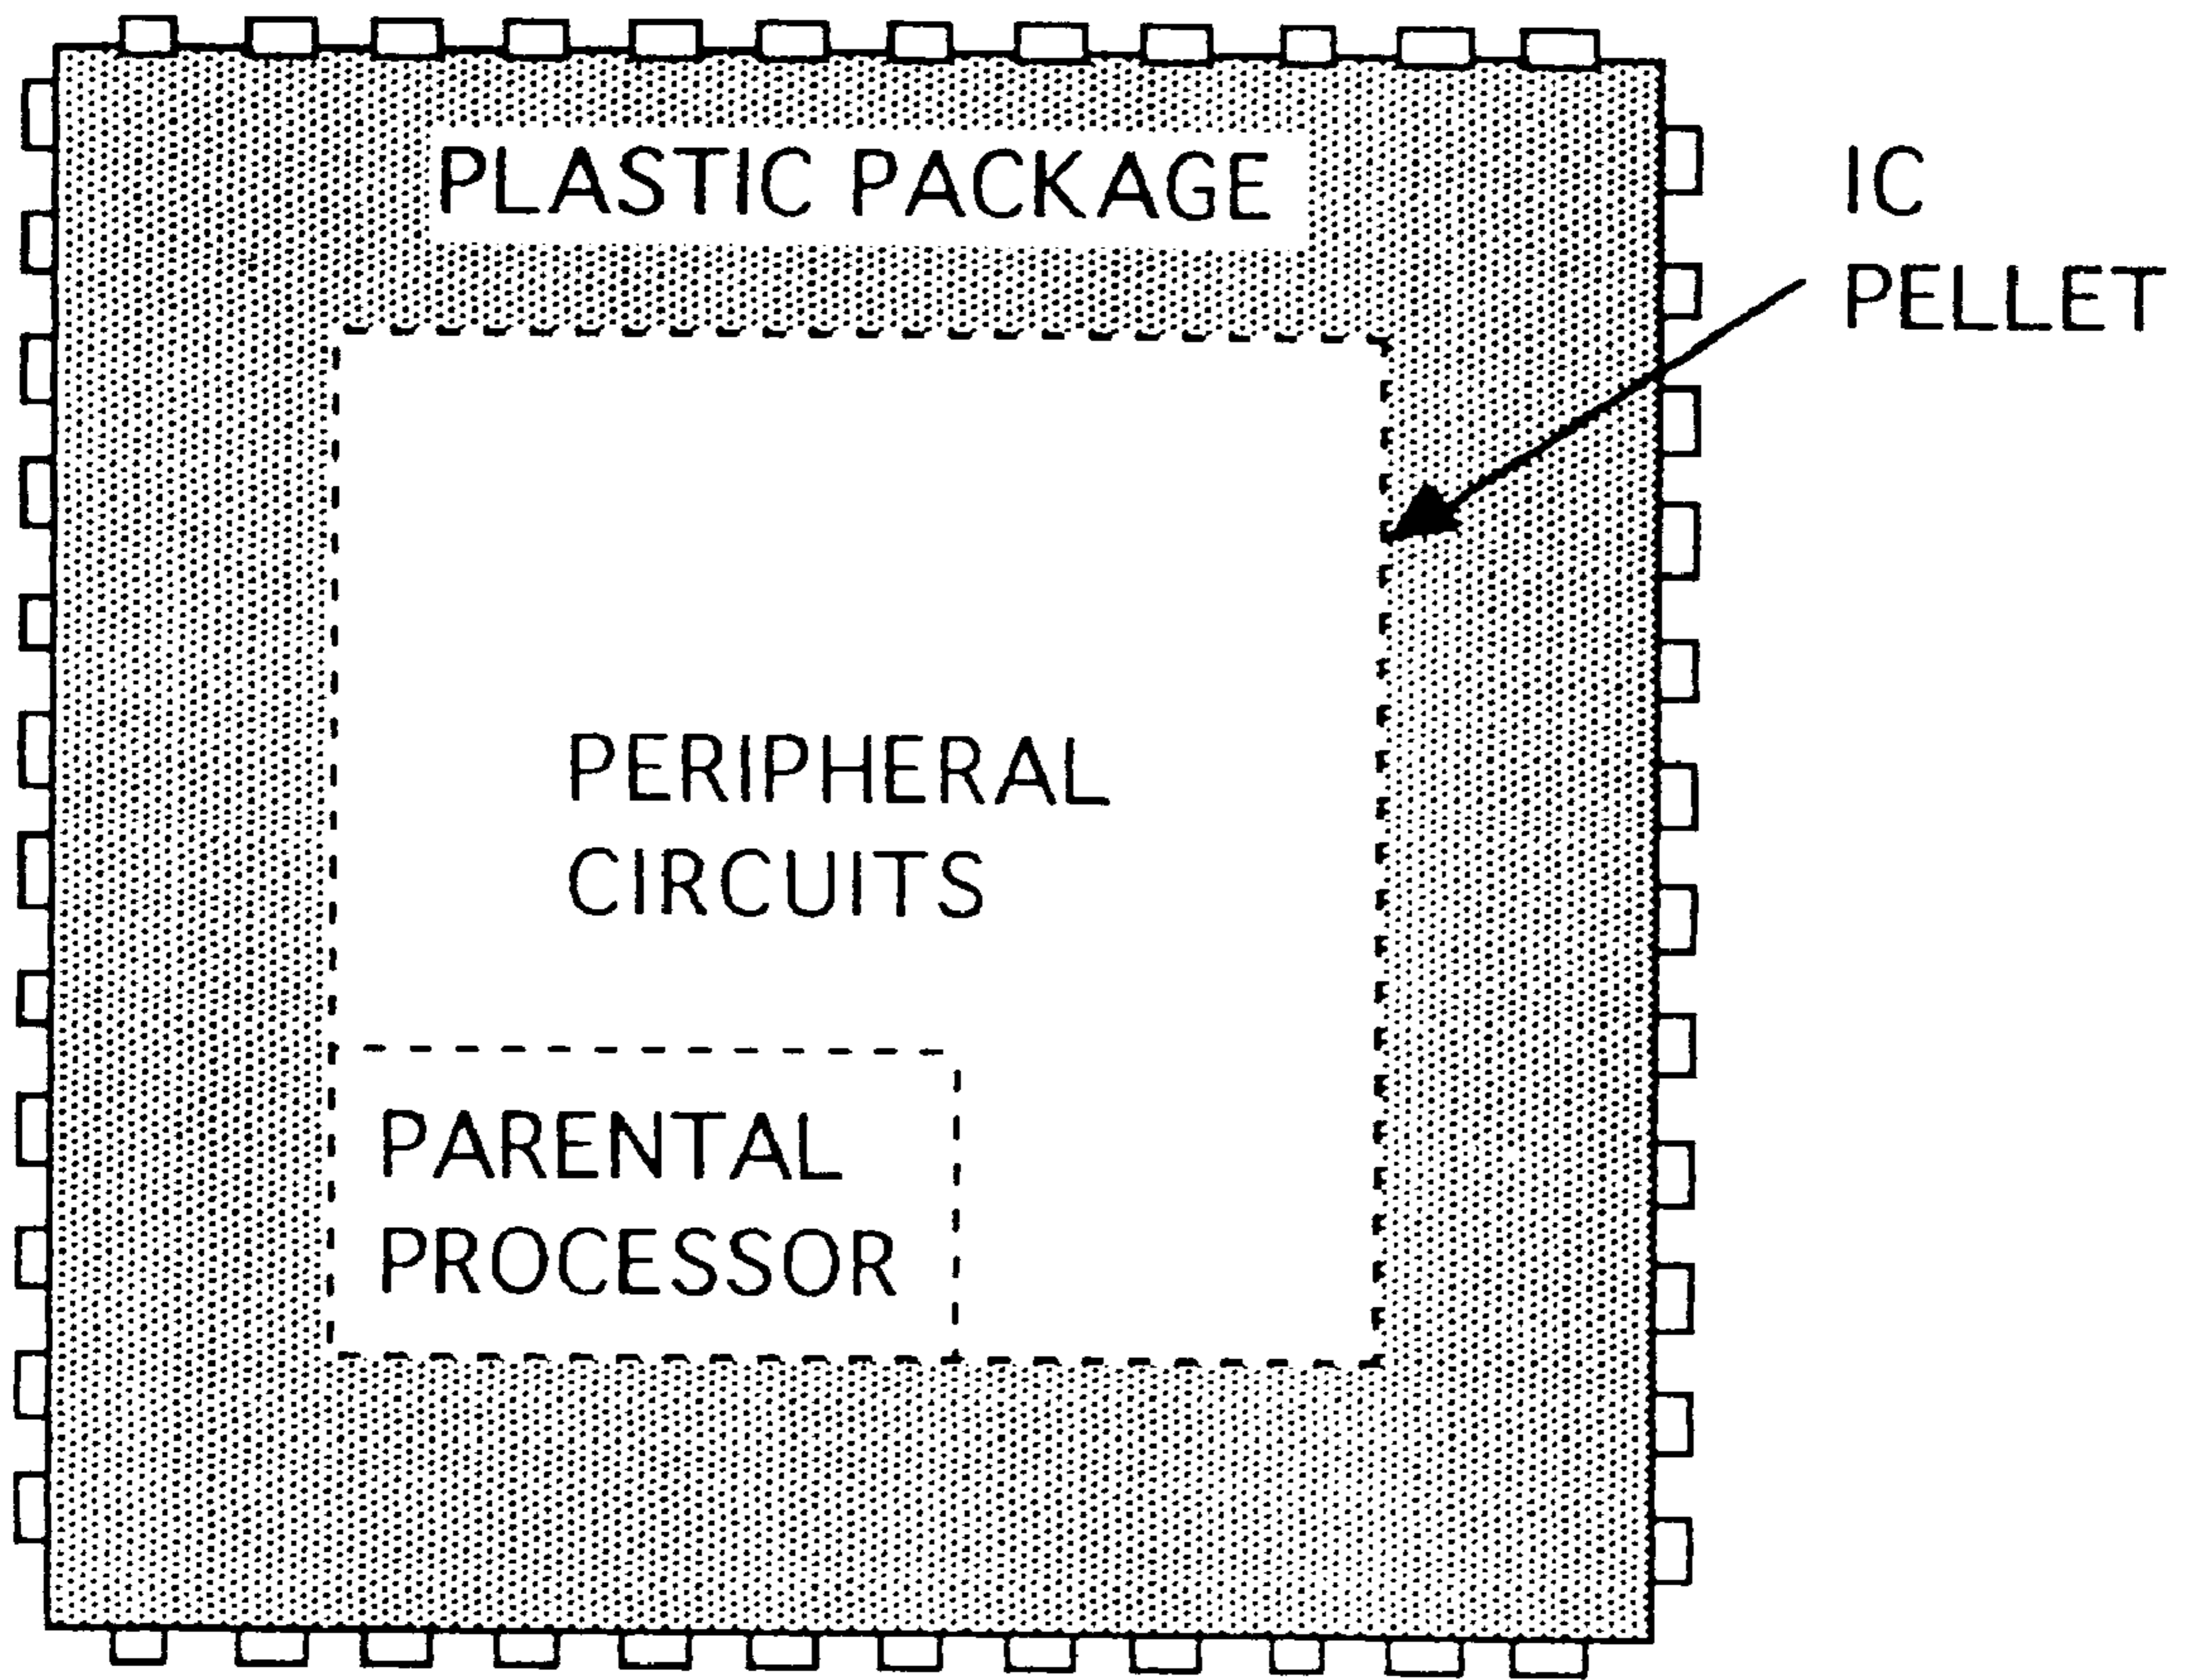 PLASTIC PACKAGE
IC
PELLET
PERIPHERAL
CIRCUITS
PARENTAL
PROCESSOR